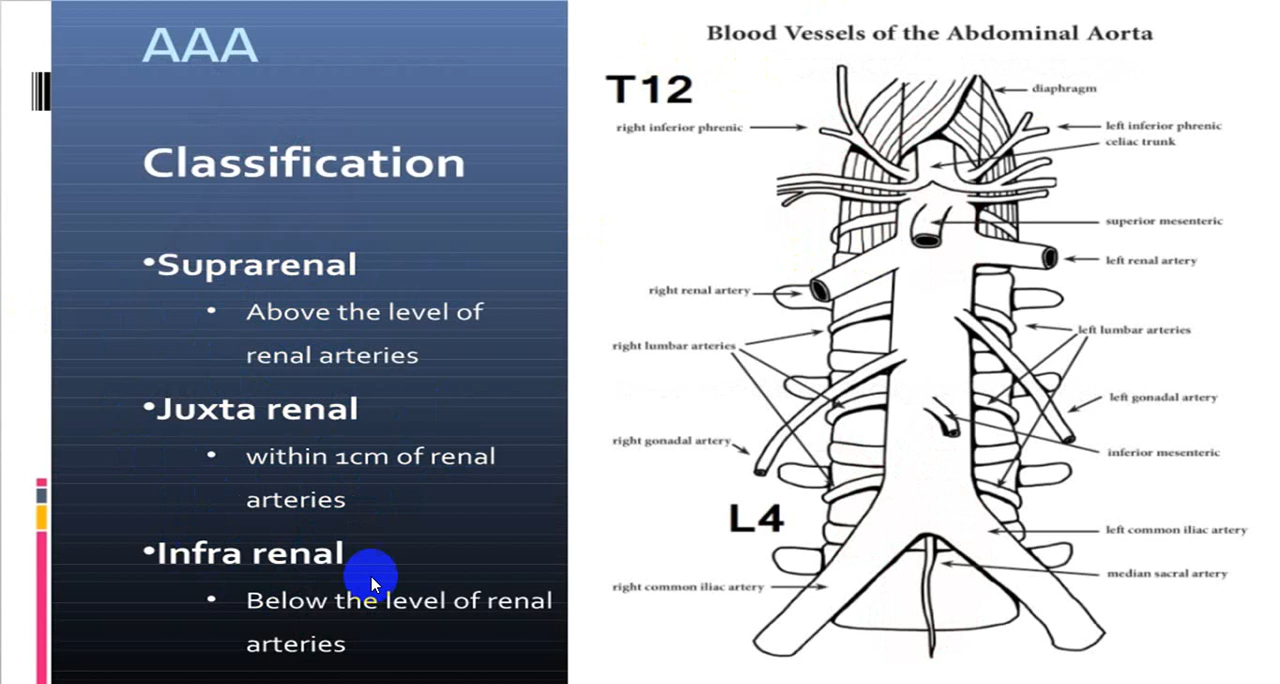 AAA
Classification
•Suprarenal
• Above the level of
renal arteries
•Juxta renal
• within 1cm of renal
arteries
•Infra renal
• Below the level of renal
arteries
Blood Vessels of the Abdominal Aorta
T12
diaphragm
right inferior phrenic
left inferior phrenic
celiac trunk
superior mesenteric
left renal artery
right renal artery
left lumbar arteries
right lumbar arteries
left gonadal artery
right gonadal artery
inferior mesenteric
L4
left common iliac artery
median sacral artery
right common iliac artery